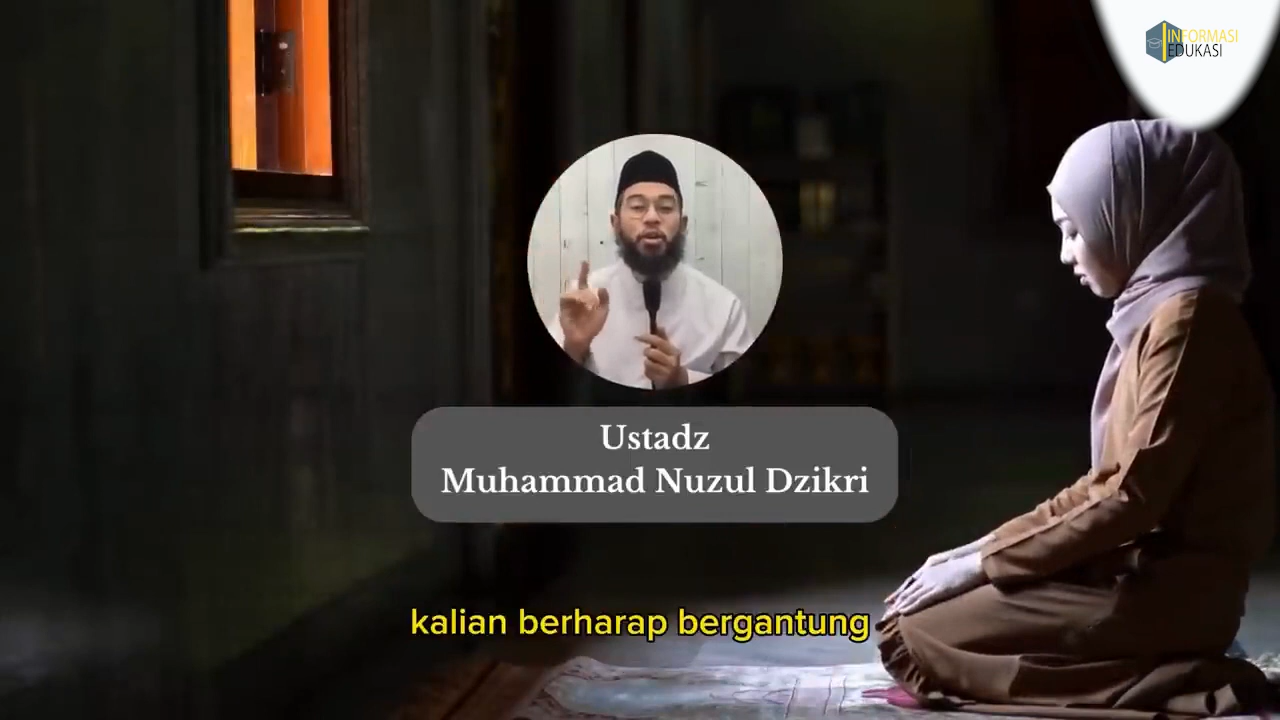 INFORMASI
EDUKASI
Ustadz
Muhammad Nuzul Dzikri
kalian berharap bergantung